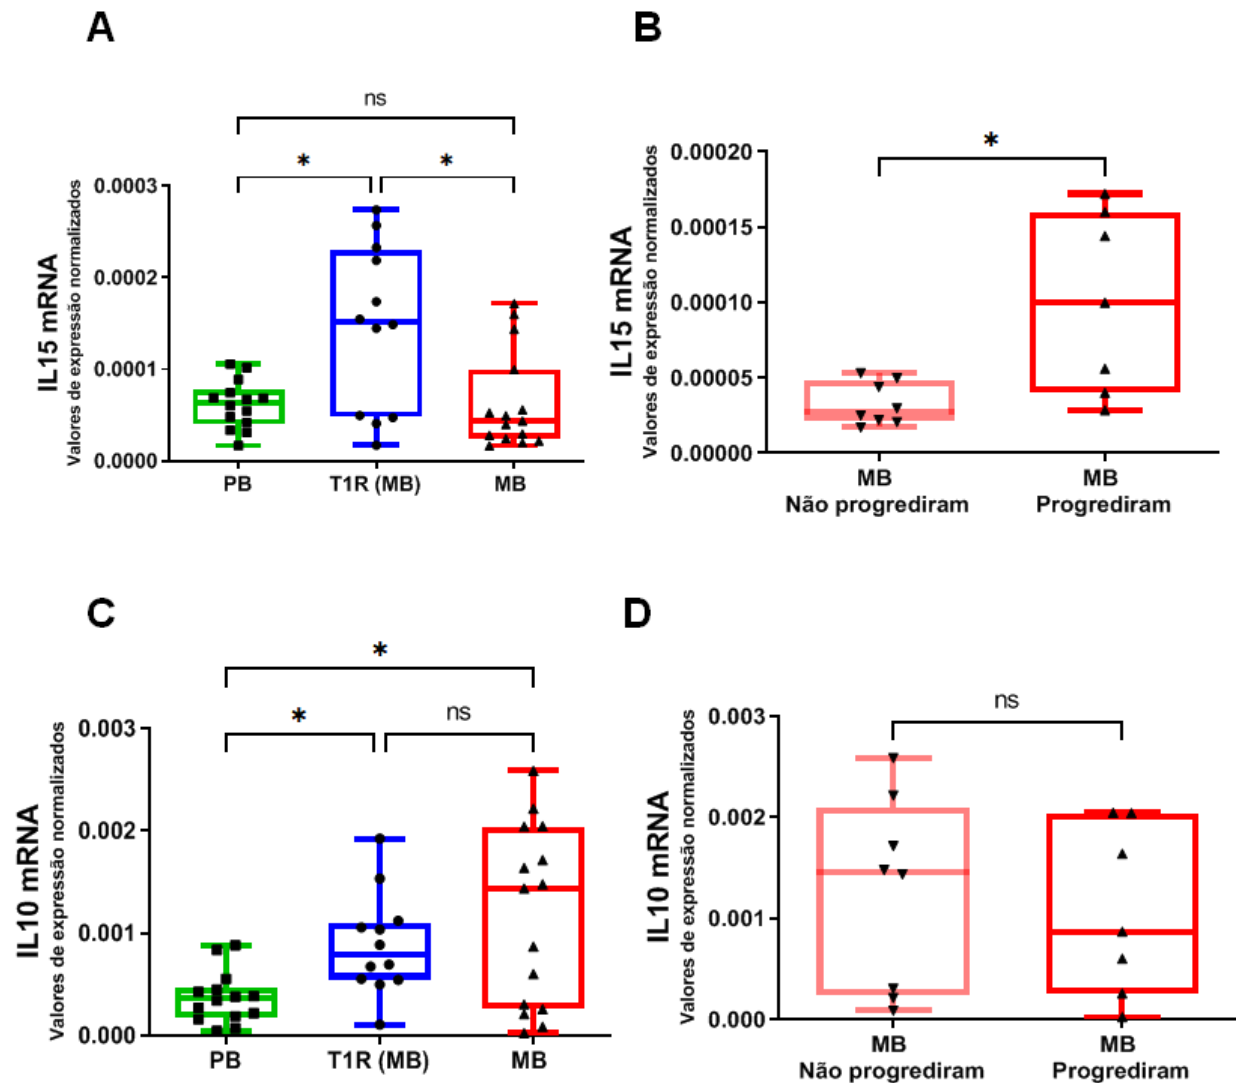 A
ns
*
*
IL15 mRNA
Valores de expressão normalizados
0.0003
0.0002
0.0001
0.0000
PB
T1R (MB)
MB
B
*
IL15 mRNA
Valores de expressão normalizados
0.00020
0.00015
0.00010
0.00005
0.00000
MB
Não progrediram
MB
Progrediram
C
*
*
ns
IL10 mRNA
Valores de expressão normalizados
0.003
0.002
0.001
0.000
PB
T1R (MB)
MB
D
ns
IL10 mRNA
Valores de expressão normalizados
0.003
0.002
0.001
0.000
MB
Não progrediram
MB
Progrediram